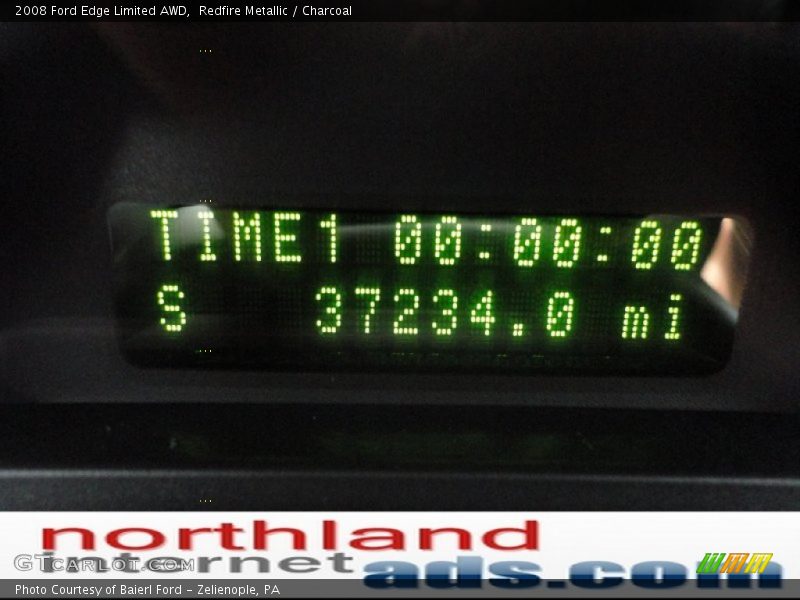 2008 Ford Edge Limited AWD,  Redfire Metallic / Charcoal
TIME1 00:00:00
S 37234.0 mi
northland
internet
ads.com
GTCARLOT.COM
Photo Courtesy of Baierl Ford - Zelienople, PA